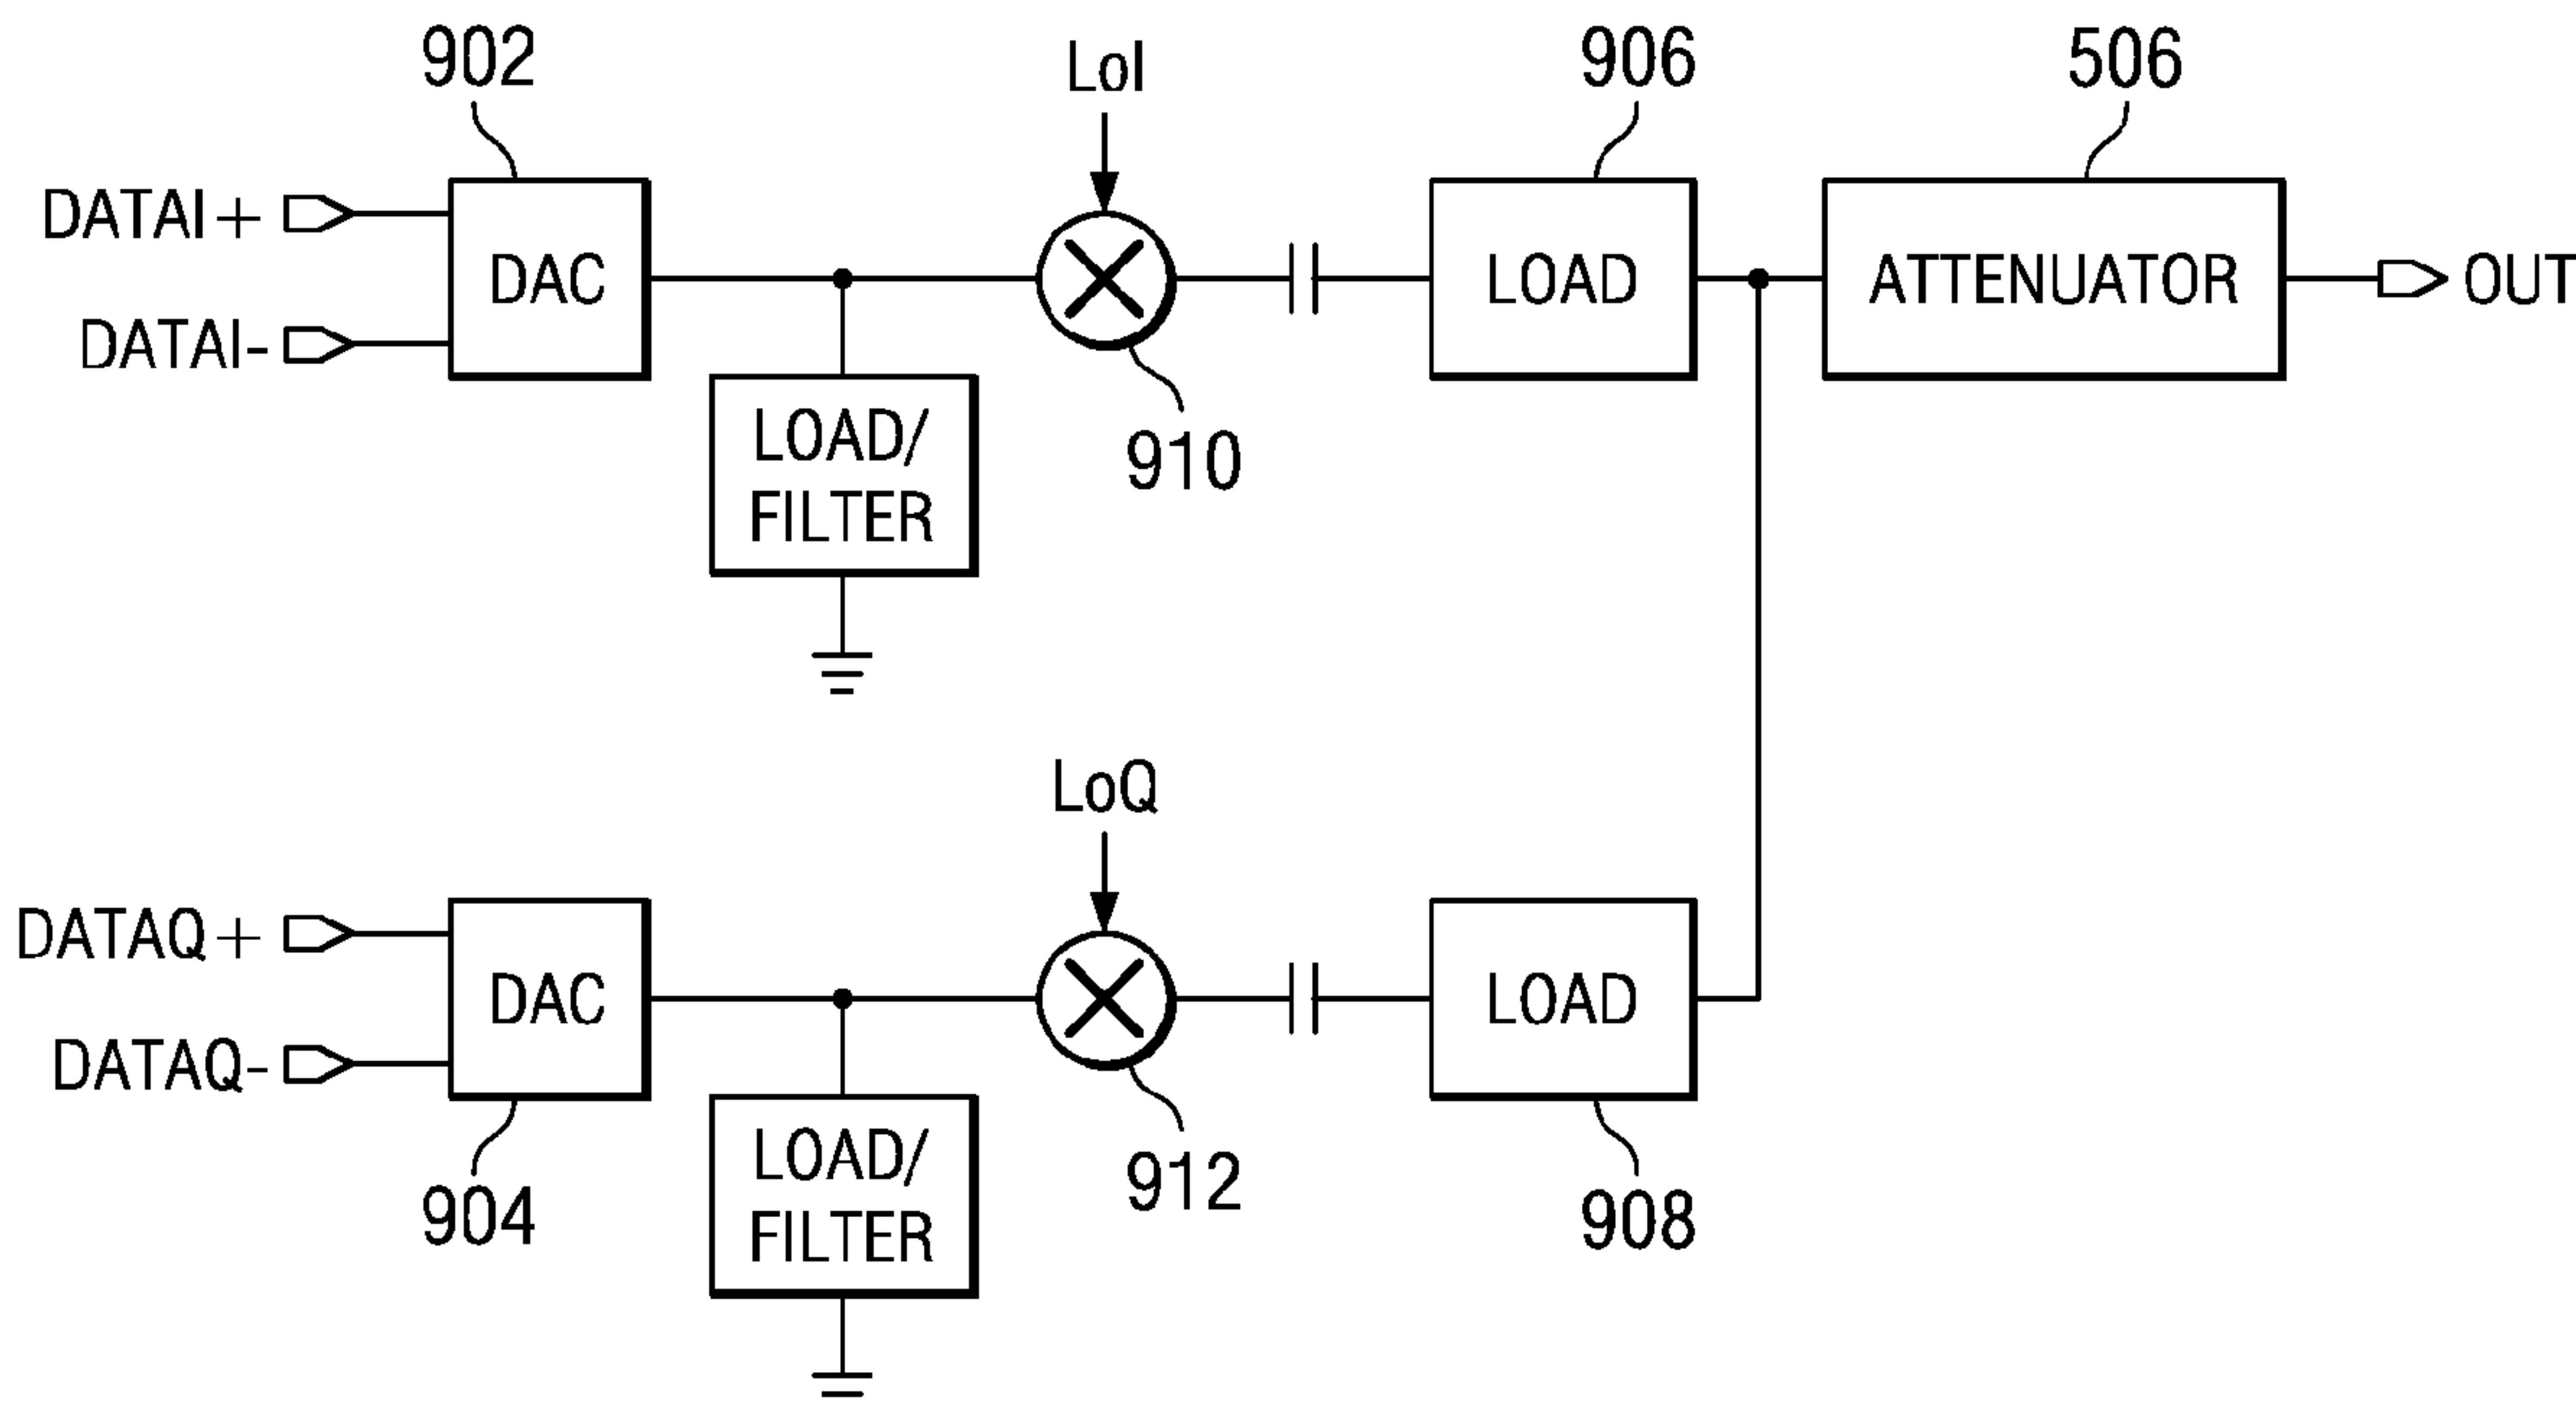 902
LoI
906
506
DATAI+
DATAI-
DAC
LOAD
ATTENUATOR
OUT
LOAD/
FILTER
910
LoQ
DATAQ+
DATAQ-
DAC
LOAD
LOAD/
FILTER
904
912
908